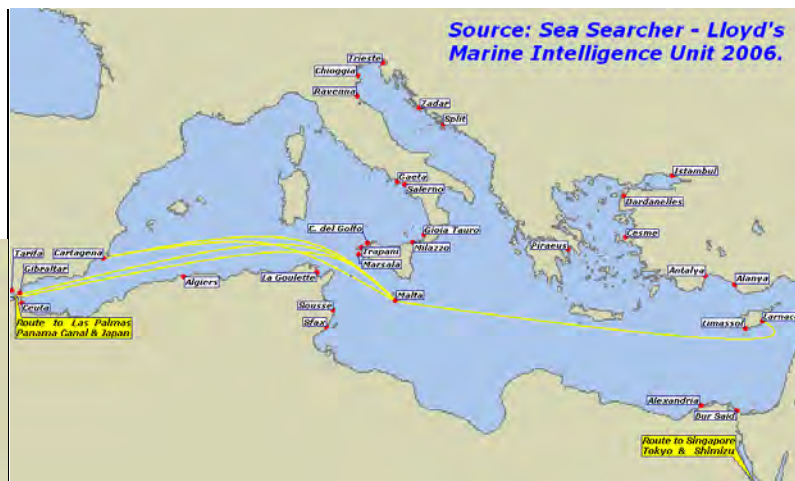 Source: Sea Searcher - Lloyd's
Marine Intelligence Unit 2006.
Trieste
Chioggia
Ravenna
Zadar
Split
Istanbul
Gaeta
Salerno
Dardanelles
C. del Golfo
Gioia Tauro
Cesme
Tarifa
Cartagena
Trapani
Milazzo
Piraeus
Gibraltar
Marsala
Algiers
La Goulette
Antalya
Alanya
Ceuta
Malta
Sousse
Larnaca
Route to Las Palmas
Panama Canal & Japan
Sfax
Limassol
Alexandria
Bur Said
Route to Singapore
Tokyo & Shimizu